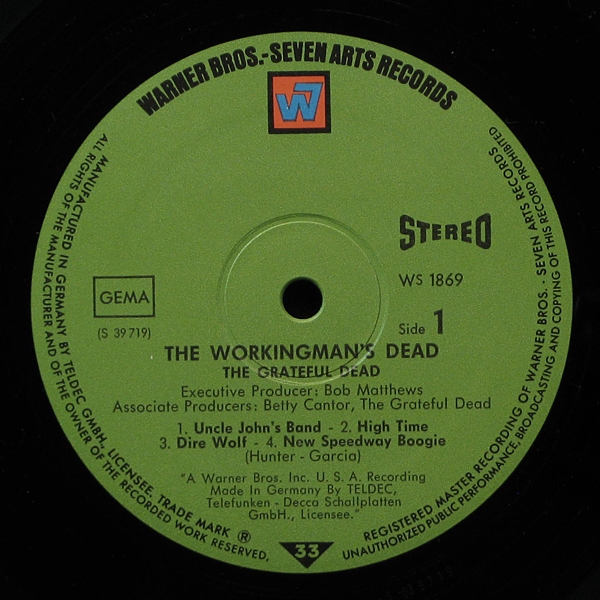 WARNER BROS.-SEVEN ARTS RECORDS
W7
STEREO
WS 1869
GEMA
(S 39 719)
Side 1
THE WORKINGMAN'S DEAD
THE GRATEFUL DEAD
Executive Producer: Bob Matthews
Associate Producers: Betty Cantor, The Grateful Dead
1. Uncle John's Band - 2. High Time
3. Dire Wolf - 4. New Speedway Boogie
(Hunter - Garcia)
"A Warner Bros. Inc. U. S. A. Recording
Made In Germany By TELDEC,
Telefunken - Decca Schallplatten
GmbH., Licensee."
33
MANUFACTURED IN GERMANY BY TELDEC GMBH., LICENSEE. TRADE MARK ®
ALL RIGHTS OF THE MANUFACTURER AND OF THE OWNER OF THE RECORDED WORK RESERVED,
REGISTERED MASTER RECORDING OF WARNER BROS. - SEVEN ARTS RECORDS
UNAUTHORIZED PUBLIC PERFORMANCE, BROADCASTING AND COPYING OF THIS RECORD PROHIBITED